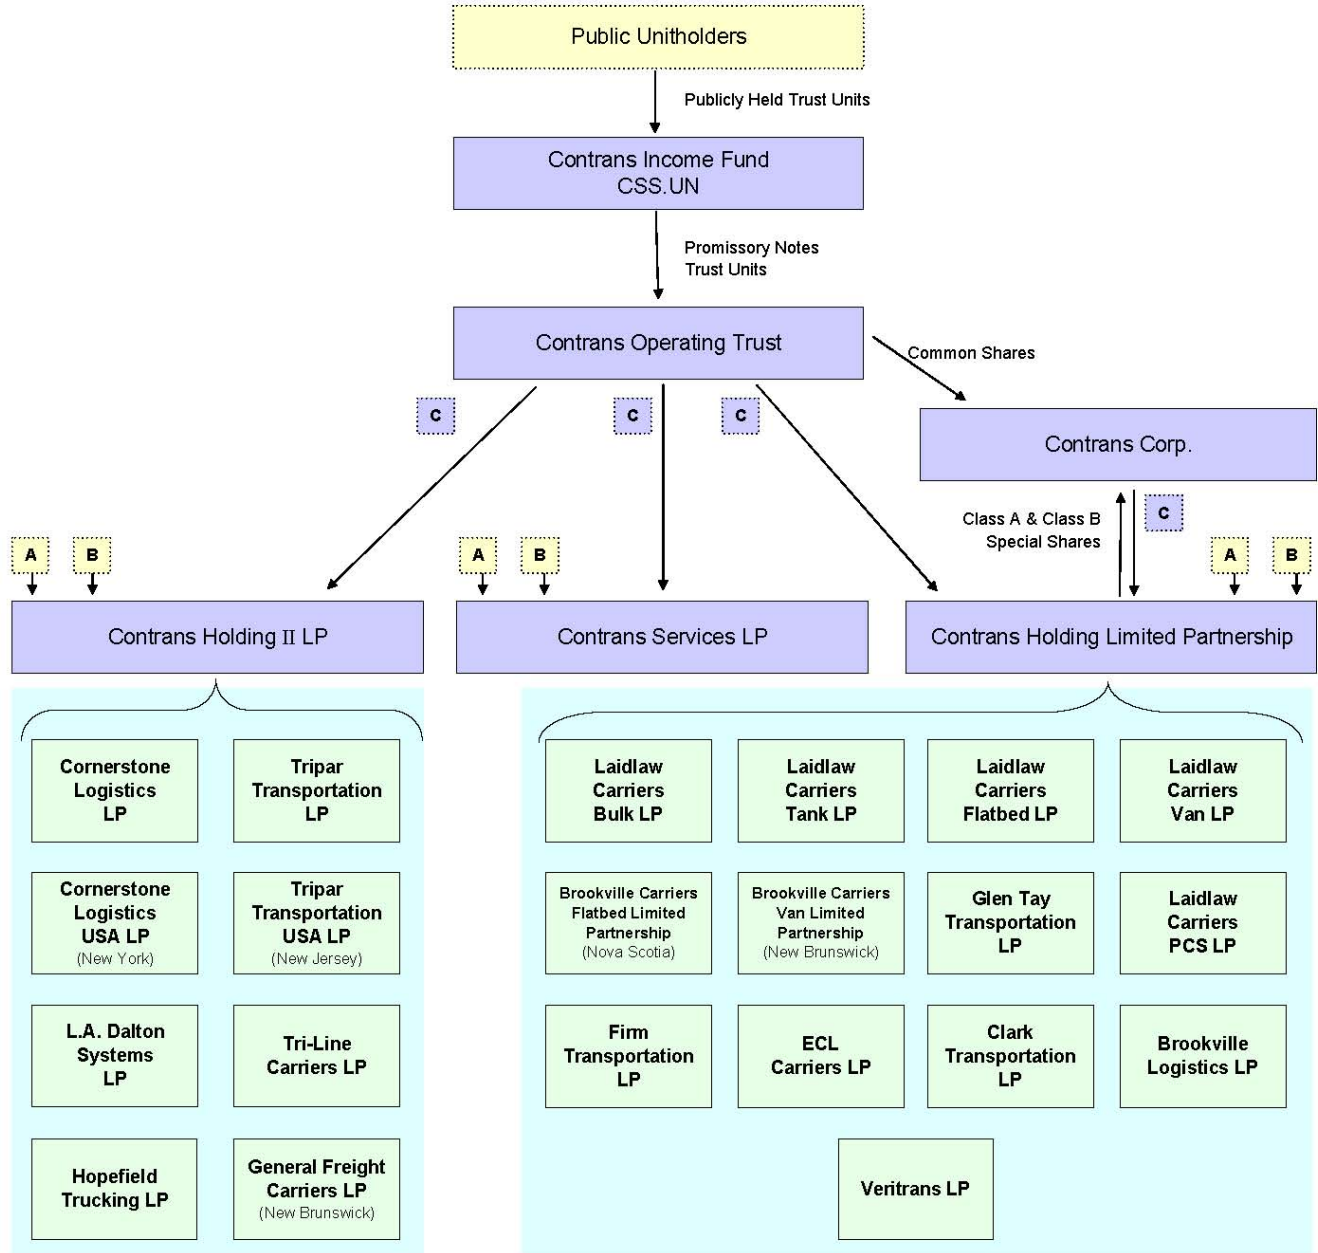 Public Unitholders
Publicly Held Trust Units
Contrans Income Fund
CSS.UN
Promissory Notes
Trust Units
Contrans Operating Trust
Common Shares
C
C
C
Contrans Corp.
Class A & Class B
Special Shares
C
A
B
A
B
A
B
Contrans Holding II LP
Contrans Services LP
Contrans Holding Limited Partnership
Cornerstone
Logistics
LP
Tripar
Transportation
LP
Cornerstone
Logistics
USA LP
(New York)
Tripar
Transportation
USA LP
(New Jersey)
L.A. Dalton
Systems
LP
Tri-Line
Carriers LP
Hopefield
Trucking LP
General Freight
Carriers LP
(New Brunswick)
Laidlaw
Carriers
Bulk LP
Laidlaw
Carriers
Tank LP
Laidlaw
Carriers
Flatbed LP
Laidlaw
Carriers
Van LP
Brookville Carriers
Flatbed Limited
Partnership
(Nova Scotia)
Brookville Carriers
Van Limited
Partnership
(New Brunswick)
Glen Tay
Transportation
LP
Laidlaw
Carriers
PCS LP
Firm
Transportation
LP
ECL
Carriers LP
Clark
Transportation
LP
Brookville
Logistics LP
Veritrans LP